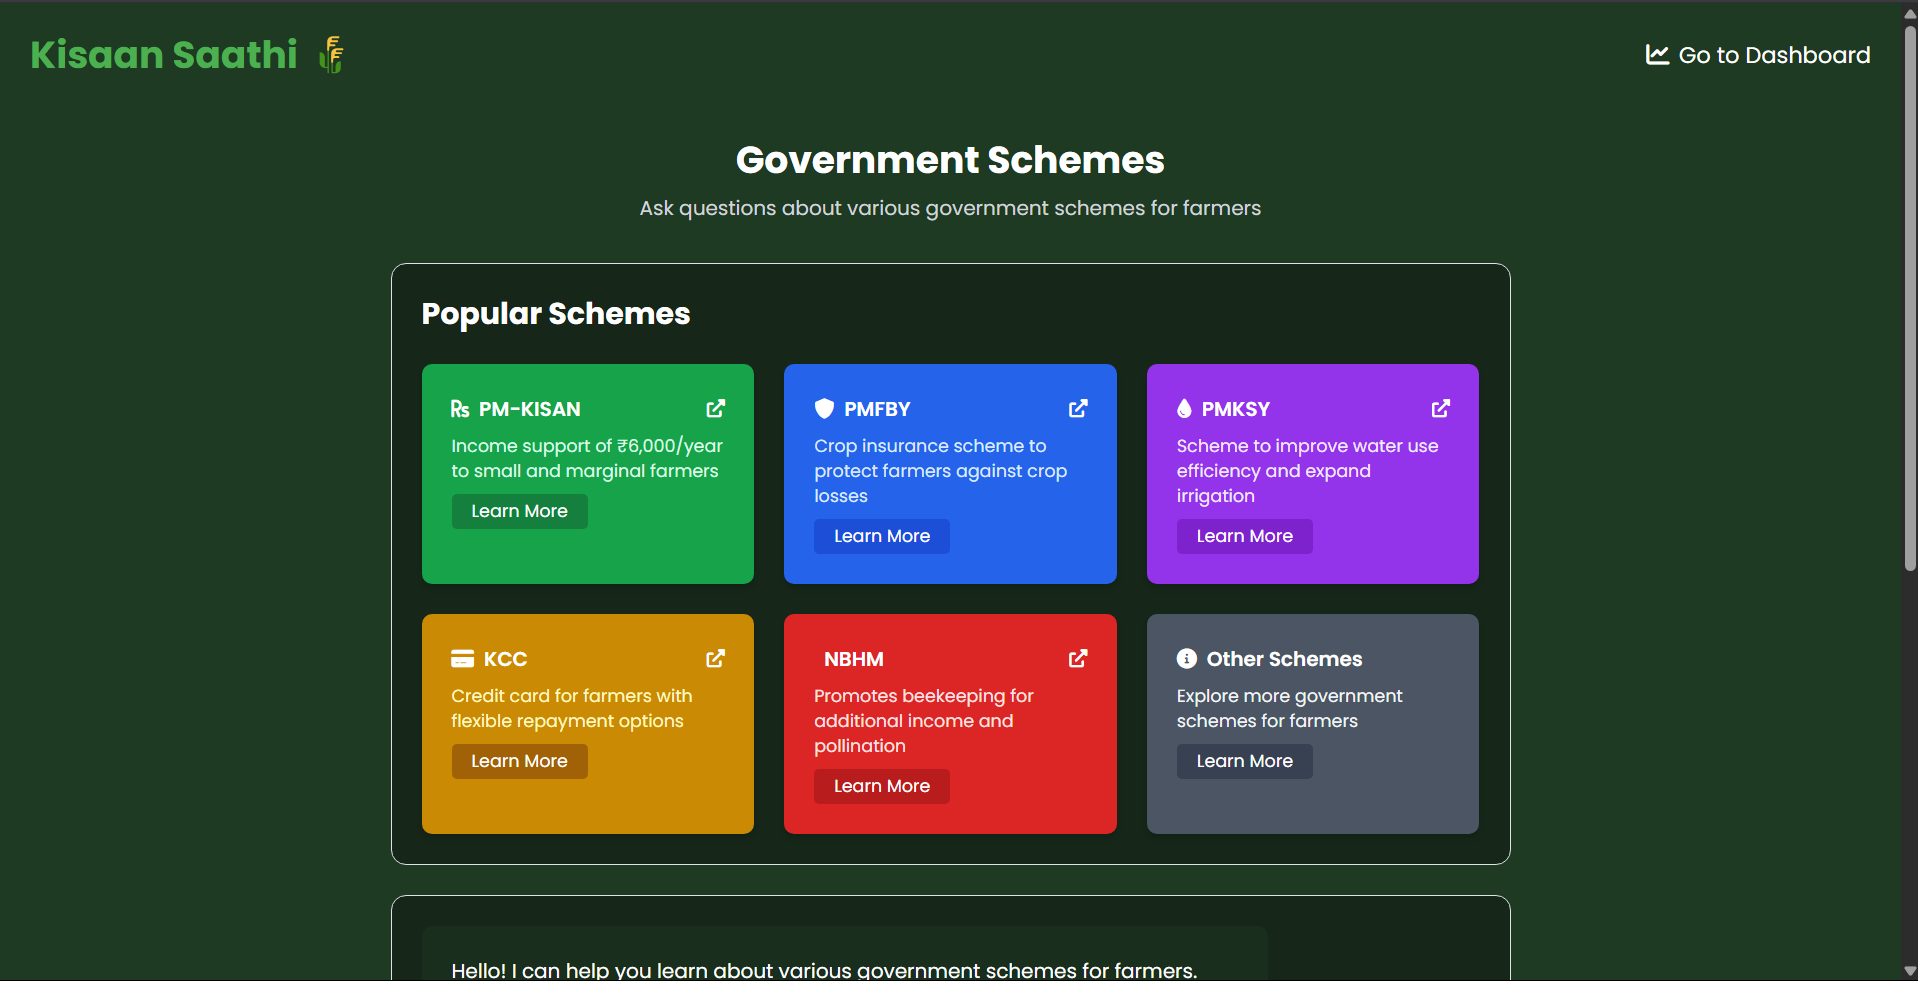 Kisaan Saathi
Go to Dashboard
Government Schemes
Ask questions about various government schemes for farmers
Popular Schemes
PM-KISAN
Income support of ₹6,000/year
to small and marginal farmers
Learn More
PMFBY
Crop insurance scheme to
protect farmers against crop
losses
Learn More
PMKSY
Scheme to improve water use
efficiency and expand
irrigation
Learn More
KCC
Credit card for farmers with
flexible repayment options
Learn More
NBHM
Promotes beekeeping for
additional income and
pollination
Learn More
Other Schemes
Explore more government
schemes for farmers
Learn More
Hello! I can help you learn about various government schemes for farmers.